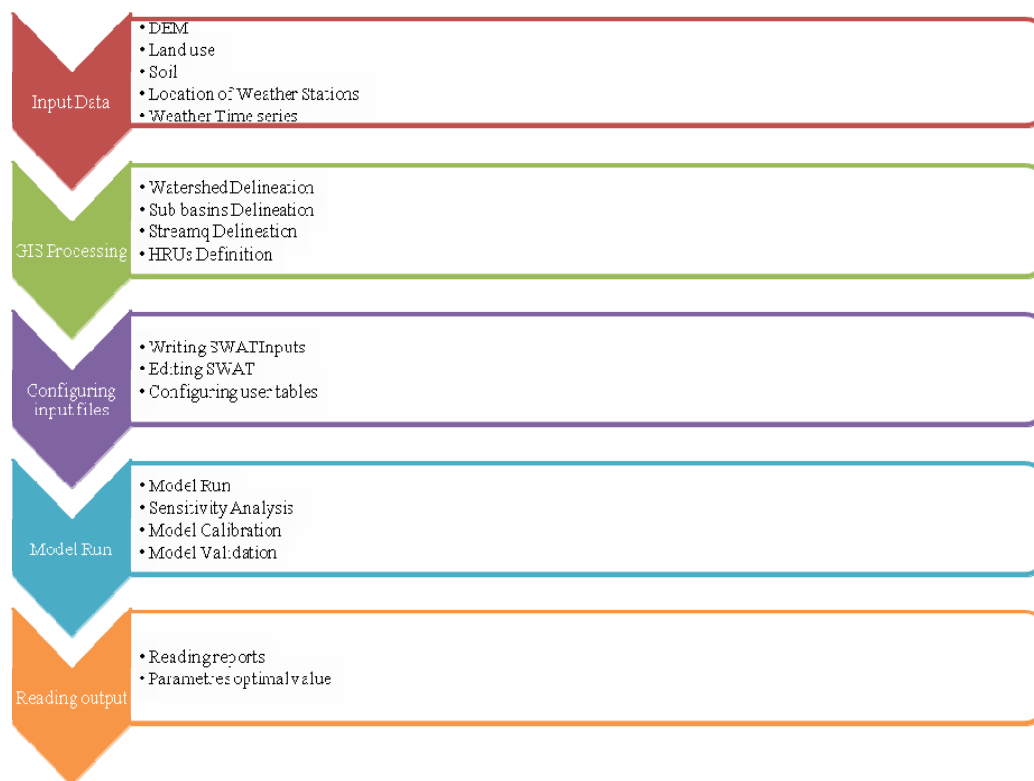 Input Data
• DEM
• Land use
• Soil
• Location of Weather Stations
• Weather Time series
GIS Processing
• Watershed Delineation
• Sub basins Delineation
• Streamq Delineation
• HRUs Definition
Configuring
input files
• Writing SWAT Inputs
• Editing SWAT
• Configuring user tables
Model Run
• Model Run
• Sensitivity Analysis
• Model Calibration
• Model Validation
Reading output
• Reading reports
• Parametres optimal value